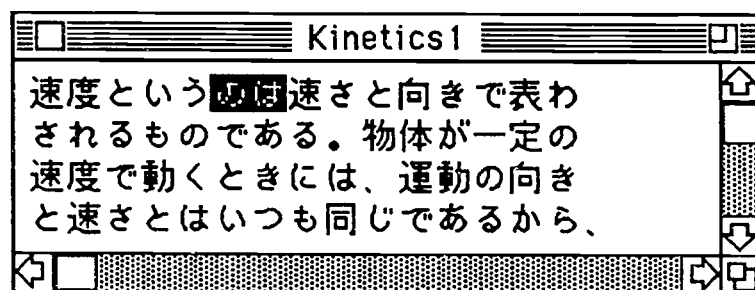 Kinetics1
速度というのは速さと向きで表わ
されるものである。物体が一定の
速度で動くときには、運動の向き
と速さとはいつも同じであるから、